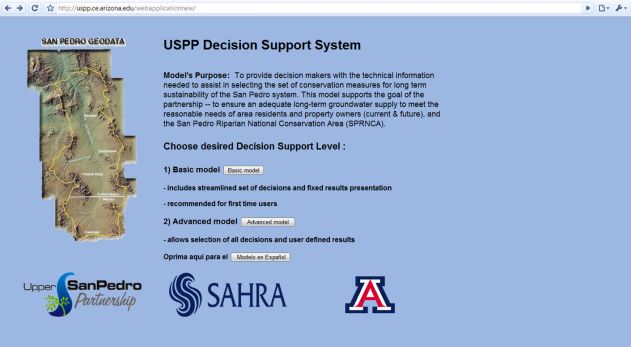 http://uspp.ce.arizona.edu/webapplicationnew/
SAN PEDRO GEODATA
USPP Decision Support System
Model's Purpose: To provide decision makers with the technical information
needed to assist in selecting the set of conservation measures for long term
sustainability of the San Pedro system. This model supports the goal of the
partnership -- to ensure an adequate long-term groundwater supply to meet the
reasonable needs of area residents and property owners (current & future), and
the San Pedro Riparian National Conservation Area (SPRNCA).
Choose desired Decision Support Level :
1) Basic model Basic model
- includes streamlined set of decisions and fixed results presentation
- recommended for first time users
2) Advanced model Advanced model
- allows selection of all decisions and user defined results
Oprima aqui para el Modelo en Español
United States
Mexico
Upper SanPedro
Partnership
SAHRA
A